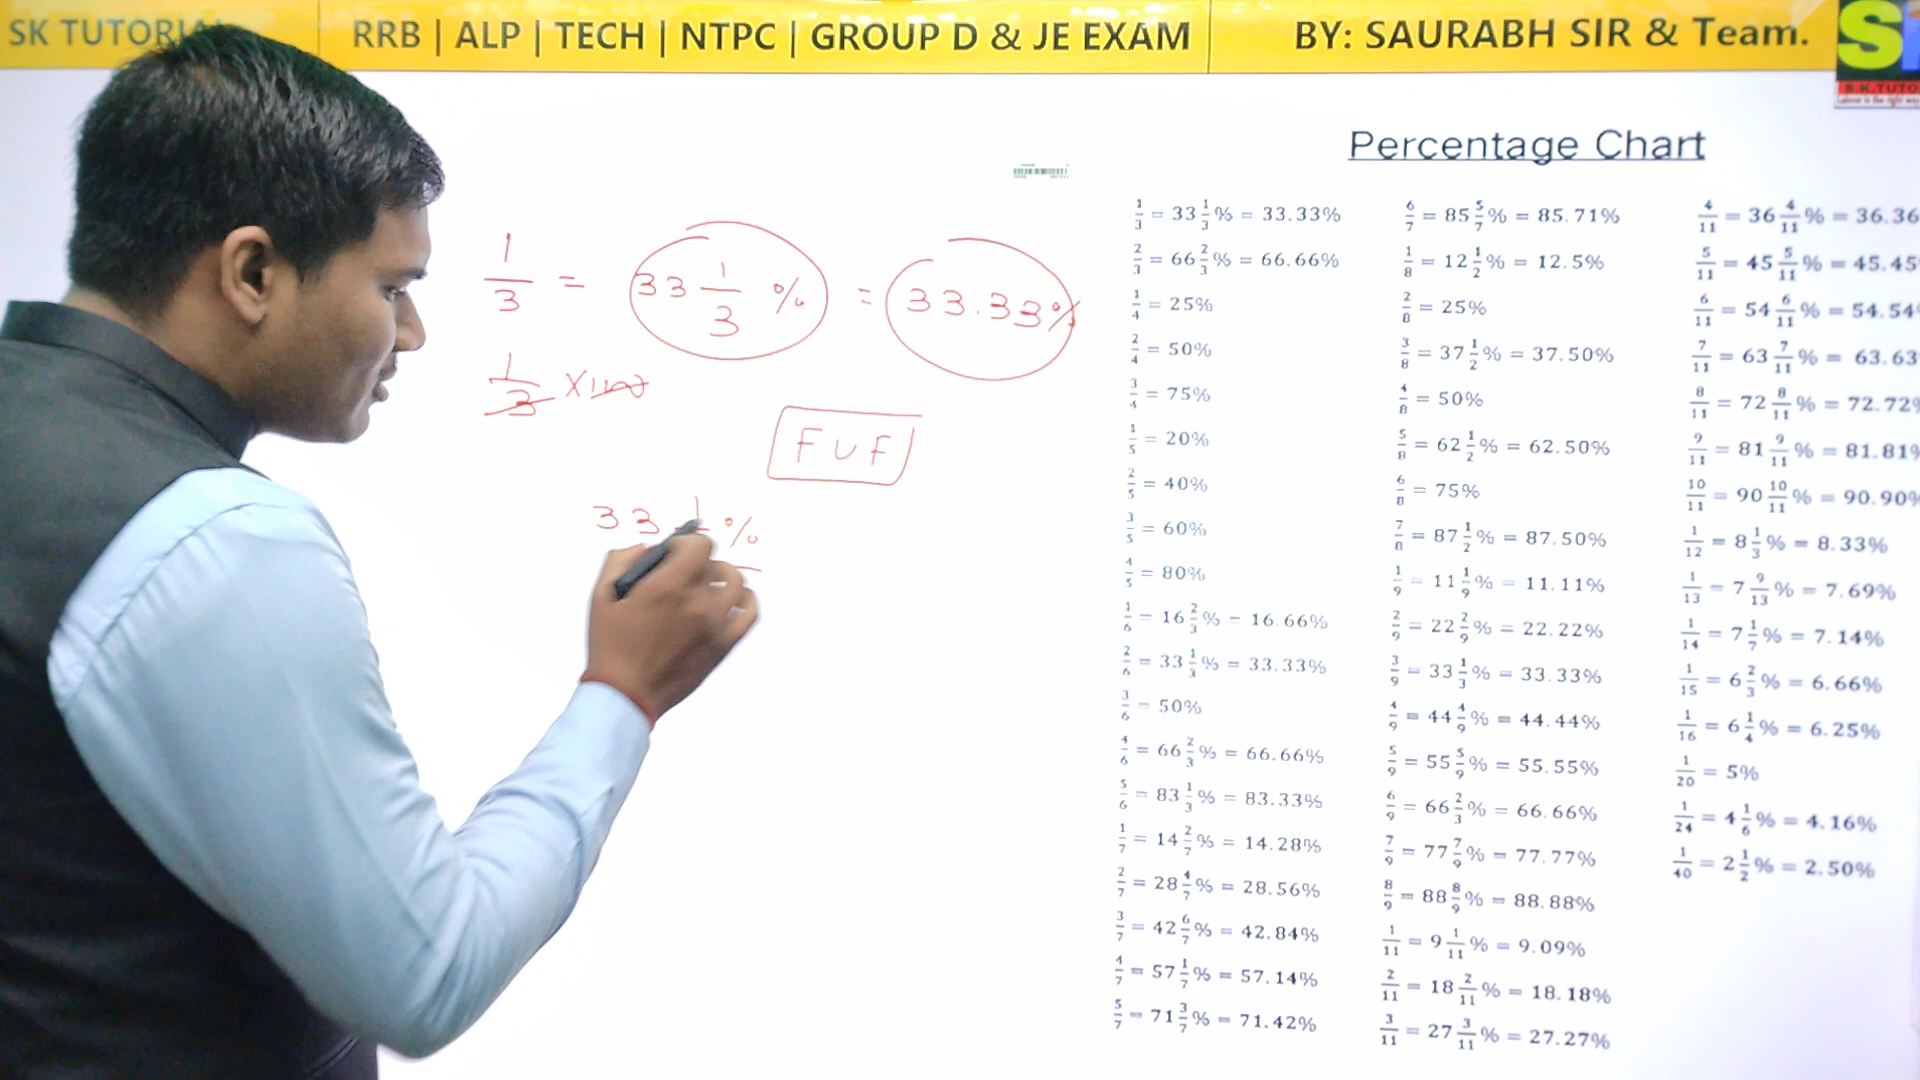 SK TUTORIAL
RRB | ALP | TECH | NTPC | GROUP D & JE EXAM
BY: SAURABH SIR & Team.
S.K.TUTO
Percentage Chart
1/3 = 33 1/3 % = 33.33%
1/3 × 100
F U F
33 1 %
1/3 = 33 1/3% = 33.33%
2/3 = 66 2/3% = 66.66%
1/4 = 25%
2/4 = 50%
3/4 = 75%
1/5 = 20%
2/5 = 40%
3/5 = 60%
4/5 = 80%
1/6 = 16 2/3% = 16.66%
2/6 = 33 1/3% = 33.33%
3/6 = 50%
4/6 = 66 2/3% = 66.66%
5/6 = 83 1/3% = 83.33%
1/7 = 14 2/7% = 14.28%
2/7 = 28 4/7% = 28.56%
3/7 = 42 6/7% = 42.84%
4/7 = 57 1/7% = 57.14%
5/7 = 71 3/7% = 71.42%
6/7 = 85 5/7% = 85.71%
1/8 = 12 1/2% = 12.5%
2/8 = 25%
3/8 = 37 1/2% = 37.50%
4/8 = 50%
5/8 = 62 1/2% = 62.50%
6/8 = 75%
7/8 = 87 1/2% = 87.50%
1/9 = 11 1/9% = 11.11%
2/9 = 22 2/9% = 22.22%
3/9 = 33 1/3% = 33.33%
4/9 = 44 4/9% = 44.44%
5/9 = 55 5/9% = 55.55%
6/9 = 66 2/3% = 66.66%
7/9 = 77 7/9% = 77.77%
8/9 = 88 8/9% = 88.88%
1/11 = 9 1/11% = 9.09%
2/11 = 18 2/11% = 18.18%
3/11 = 27 3/11% = 27.27%
4/11 = 36 4/11% = 36.36
5/11 = 45 5/11% = 45.45
6/11 = 54 6/11% = 54.54
7/11 = 63 7/11% = 63.63
8/11 = 72 8/11% = 72.72%
9/11 = 81 9/11% = 81.81%
10/11 = 90 10/11% = 90.90%
1/12 = 8 1/3% = 8.33%
1/13 = 7 9/13% = 7.69%
1/14 = 7 1/7% = 7.14%
1/15 = 6 2/3% = 6.66%
1/16 = 6 1/4% = 6.25%
1/20 = 5%
1/24 = 4 1/6% = 4.16%
1/40 = 2 1/2% = 2.50%